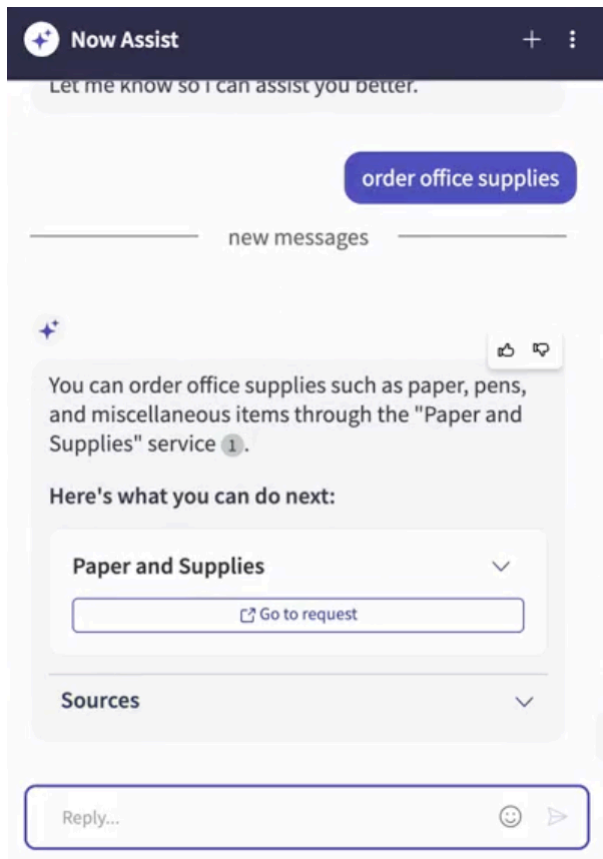 Now Assist
Let me know so I can assist you better.
order office supplies
new messages
You can order office supplies such as paper, pens,
and miscellaneous items through the "Paper and
Supplies" service 1.
Here's what you can do next:
Paper and Supplies
Go to request
Sources
Reply...